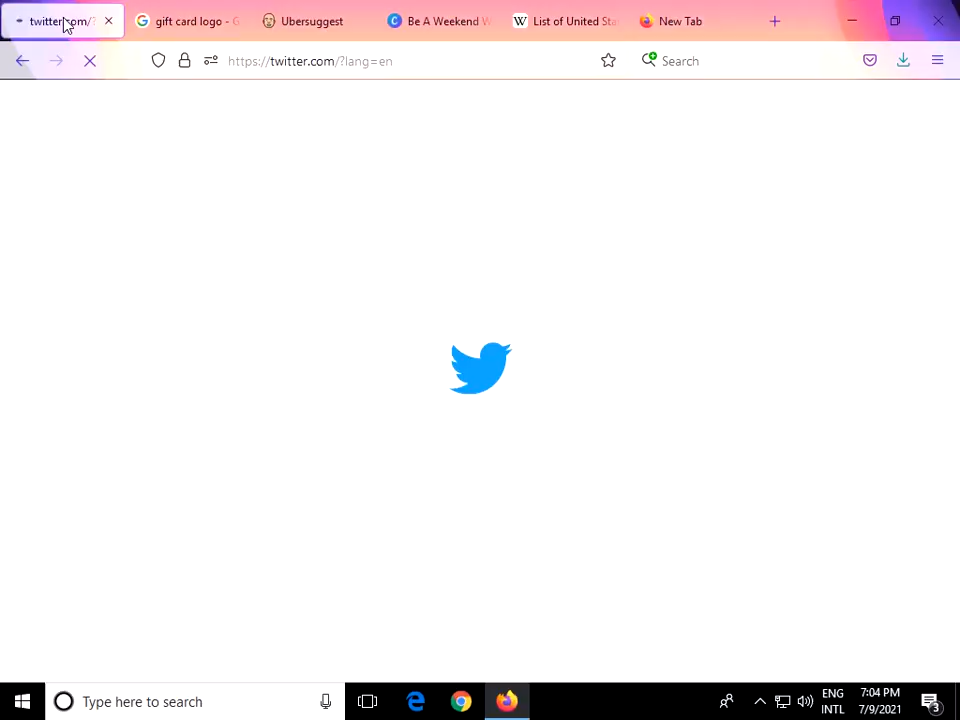 twitter.com/?
gift card logo - G
Ubersuggest
Be A Weekend W
List of United Sta
New Tab
https://twitter.com/?lang=en
Search
Type here to search
ENG
INTL
7:04 PM
7/9/2021
3